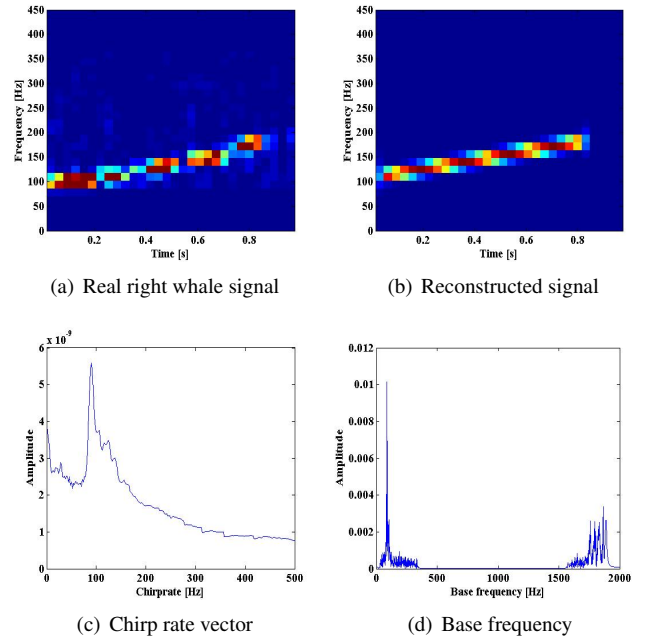 450
400
350
300
250
200
150
100
50
0
Frequency [Hz]
0.2 0.4 0.6 0.8
Time [s]
(a) Real right whale signal
450
400
350
300
250
200
150
100
50
0
Frequency [Hz]
0.2 0.4 0.6 0.8
Time [s]
(b) Reconstructed signal
x 10^-9
6
5
4
3
2
1
0
Amplitude
0 100 200 300 400 500
Chirprate [Hz]
(c) Chirp rate vector
0.012
0.01
0.008
0.006
0.004
0.002
0
Amplitude
0 500 1000 1500 2000
Base frequency [Hz]
(d) Base frequency